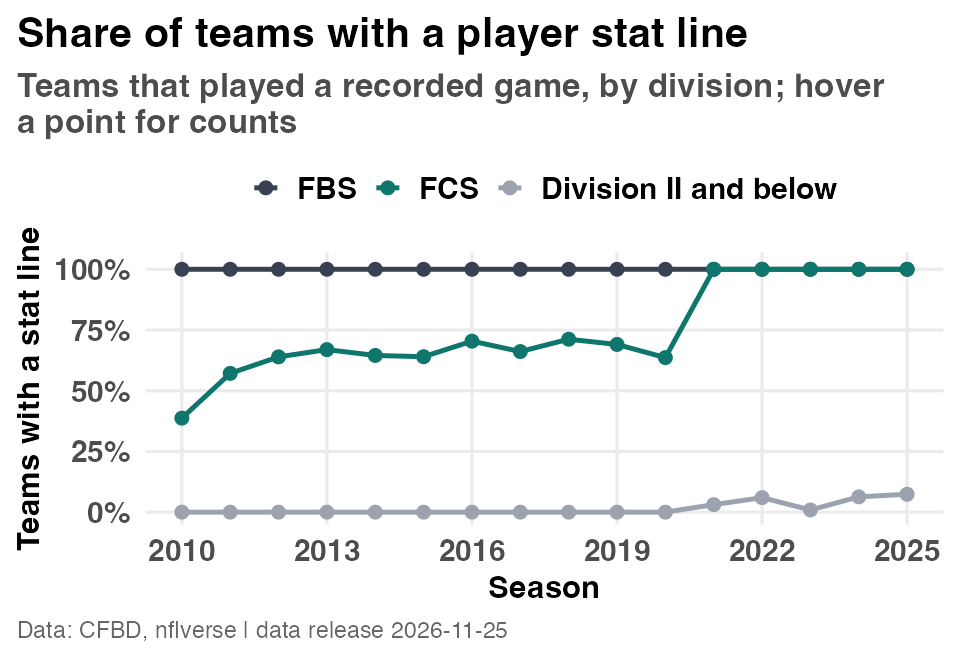 Share of teams with a player stat line
Teams that played a recorded game, by division; hover
a point for counts
FBS FCS Division II and below
Teams with a stat line
100%
75%
50%
25%
0%
2010 2013 2016 2019 2022 2025
Season
Data: CFBD, nflverse | data release 2026-11-25